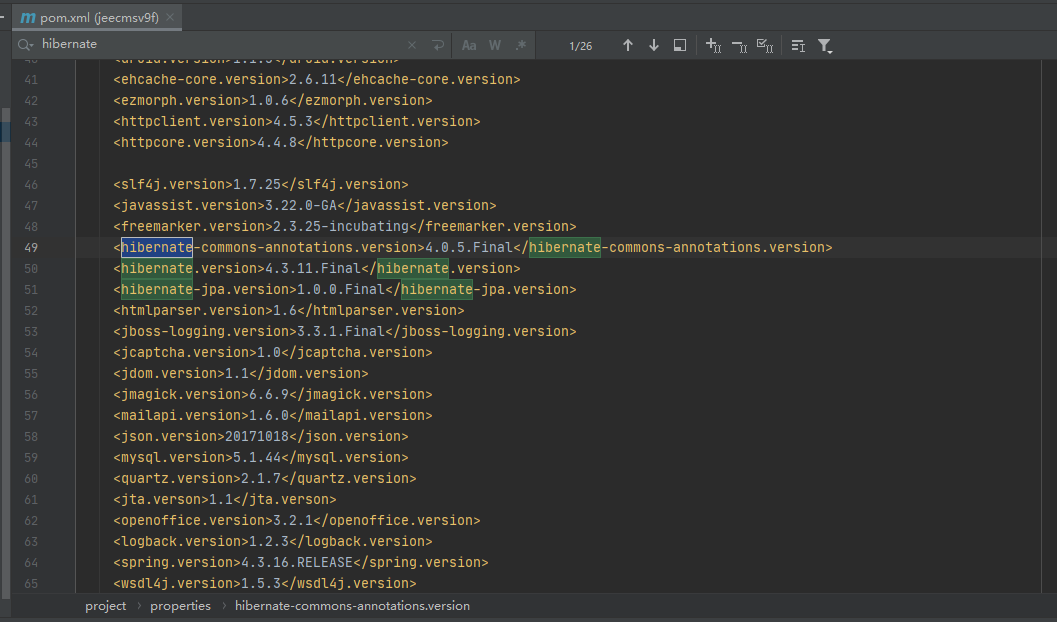 pom.xml (jeecmsv9f)
hibernate
Aa W .* 1/26
41 <ehcache-core.version>2.6.11</ehcache-core.version>
42 <ezmorph.version>1.0.6</ezmorph.version>
43 <httpclient.version>4.5.3</httpclient.version>
44 <httpcore.version>4.4.8</httpcore.version>
45
46 <slf4j.version>1.7.25</slf4j.version>
47 <javassist.version>3.22.0-GA</javassist.version>
48 <freemarker.version>2.3.25-incubating</freemarker.version>
49 <hibernate-commons-annotations.version>4.0.5.Final</hibernate-commons-annotations.version>
50 <hibernate.version>4.3.11.Final</hibernate.version>
51 <hibernate-jpa.version>1.0.0.Final</hibernate-jpa.version>
52 <htmlparser.version>1.6</htmlparser.version>
53 <jboss-logging.version>3.3.1.Final</jboss-logging.version>
54 <jcaptcha.version>1.0</jcaptcha.version>
55 <jdom.version>1.1</jdom.version>
56 <jmagick.version>6.6.9</jmagick.version>
57 <mailapi.version>1.6.0</mailapi.version>
58 <json.version>20171018</json.version>
59 <mysql.version>5.1.44</mysql.version>
60 <quartz.version>2.1.7</quartz.version>
61 <jta.verson>1.1</jta.verson>
62 <openoffice.version>3.2.1</openoffice.version>
63 <logback.version>1.2.3</logback.version>
64 <spring.version>4.3.16.RELEASE</spring.version>
65 <wsdl4j.version>1.5.3</wsdl4j.version>
project › properties › hibernate-commons-annotations.version